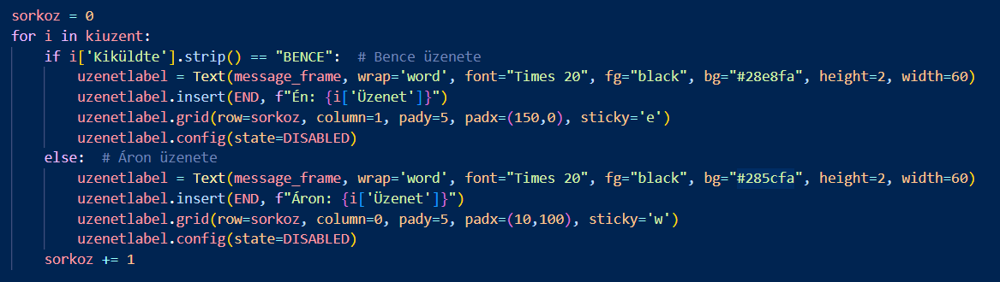 sorkoz = 0
for i in kiuzent:
    if i['Kiküldte'].strip() == "BENCE":  # Bence üzenete
        uzenetlabel = Text(message_frame, wrap='word', font="Times 20", fg="black", bg="#28e8fa", height=2, width=60)
        uzenetlabel.insert(END, f"Én: {i['Üzenet']}")
        uzenetlabel.grid(row=sorkoz, column=1, pady=5, padx=(150,0), sticky='e')
        uzenetlabel.config(state=DISABLED)
    else:  # Áron üzenete
        uzenetlabel = Text(message_frame, wrap='word', font="Times 20", fg="black", bg="#285cfa", height=2, width=60)
        uzenetlabel.insert(END, f"Áron: {i['Üzenet']}")
        uzenetlabel.grid(row=sorkoz, column=0, pady=5, padx=(10,100), sticky='w')
        uzenetlabel.config(state=DISABLED)
    sorkoz += 1